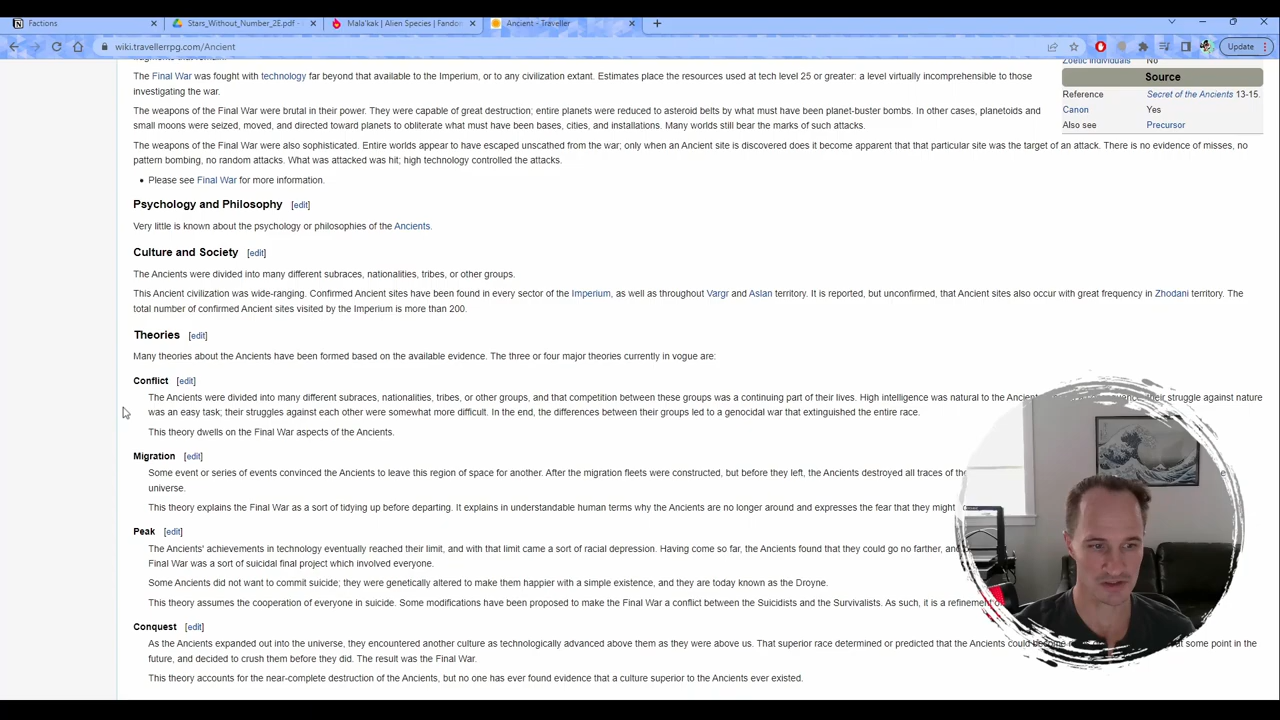 Factions
Stars_Without_Number_2E.pdf -
Mala'kak | Alien Species | Fandom
Ancient - Traveller
wiki.travellerrpg.com/Ancient
Update
fragments that remain.
Zoetic individuals No
The Final War was fought with technology far beyond that available to the Imperium, or to any civilization extant. Estimates place the resources used at tech level 25 or greater: a level virtually incomprehensible to those
investigating the war.
Source
Reference Secret of the Ancients 13-15.
Canon Yes
Also see Precursor
The weapons of the Final War were brutal in their power. They were capable of great destruction; entire planets were reduced to asteroid belts by what must have been planet-buster bombs. In other cases, planetoids and
small moons were seized, moved, and directed toward planets to obliterate what must have been bases, cities, and installations. Many worlds still bear the marks of such attacks.
The weapons of the Final War were also sophisticated. Entire worlds appear to have escaped unscathed from the war; only when an Ancient site is discovered does it become apparent that that particular site was the target of an attack. There is no evidence of misses, no
pattern bombing, no random attacks. What was attacked was hit; high technology controlled the attacks.
• Please see Final War for more information.
Psychology and Philosophy [edit]
Very little is known about the psychology or philosophies of the Ancients.
Culture and Society [edit]
The Ancients were divided into many different subraces, nationalities, tribes, or other groups.
This Ancient civilization was wide-ranging. Confirmed Ancient sites have been found in every sector of the Imperium, as well as throughout Vargr and Aslan territory. It is reported, but unconfirmed, that Ancient sites also occur with great frequency in Zhodani territory. The
total number of confirmed Ancient sites visited by the Imperium is more than 200.
Theories [edit]
Many theories about the Ancients have been formed based on the available evidence. The three or four major theories currently in vogue are:
Conflict [edit]
The Ancients were divided into many different subraces, nationalities, tribes, or other groups, and that competition between these groups was a continuing part of their lives. High intelligence was natural to the their struggle against nature
was an easy task; their struggles against each other were somewhat more difficult. In the end, the differences between their groups led to a genocidal war that extinguished the entire race.
This theory dwells on the Final War aspects of the Ancients.
Migration [edit]
Some event or series of events convinced the Ancients to leave this region of space for another. After the migration fleets were constructed, but before they left, the Ancients destroyed all traces of
universe.
This theory explains the Final War as a sort of tidying up before departing. It explains in understandable human terms why the Ancients are no longer around and expresses the fear that they might
Peak [edit]
The Ancients' achievements in technology eventually reached their limit, and with that limit came a sort of racial depression. Having come so far, the Ancients found that they could go no farther,
Final War was a sort of suicidal final project which involved everyone.
Some Ancients did not want to commit suicide; they were genetically altered to make them happier with a simple existence, and they are today known as the Droyne.
This theory assumes the cooperation of everyone in suicide. Some modifications have been proposed to make the Final War a conflict between the Suicidists and the Survivalists. As such, it is a refinement
Conquest [edit]
As the Ancients expanded out into the universe, they encountered another culture as technologically advanced above them as they were above us. That superior race determined or predicted that the Ancients could at some point in the
future, and decided to crush them before they did. The result was the Final War.
This theory accounts for the near-complete destruction of the Ancients, but no one has ever found evidence that a culture superior to the Ancients ever existed.